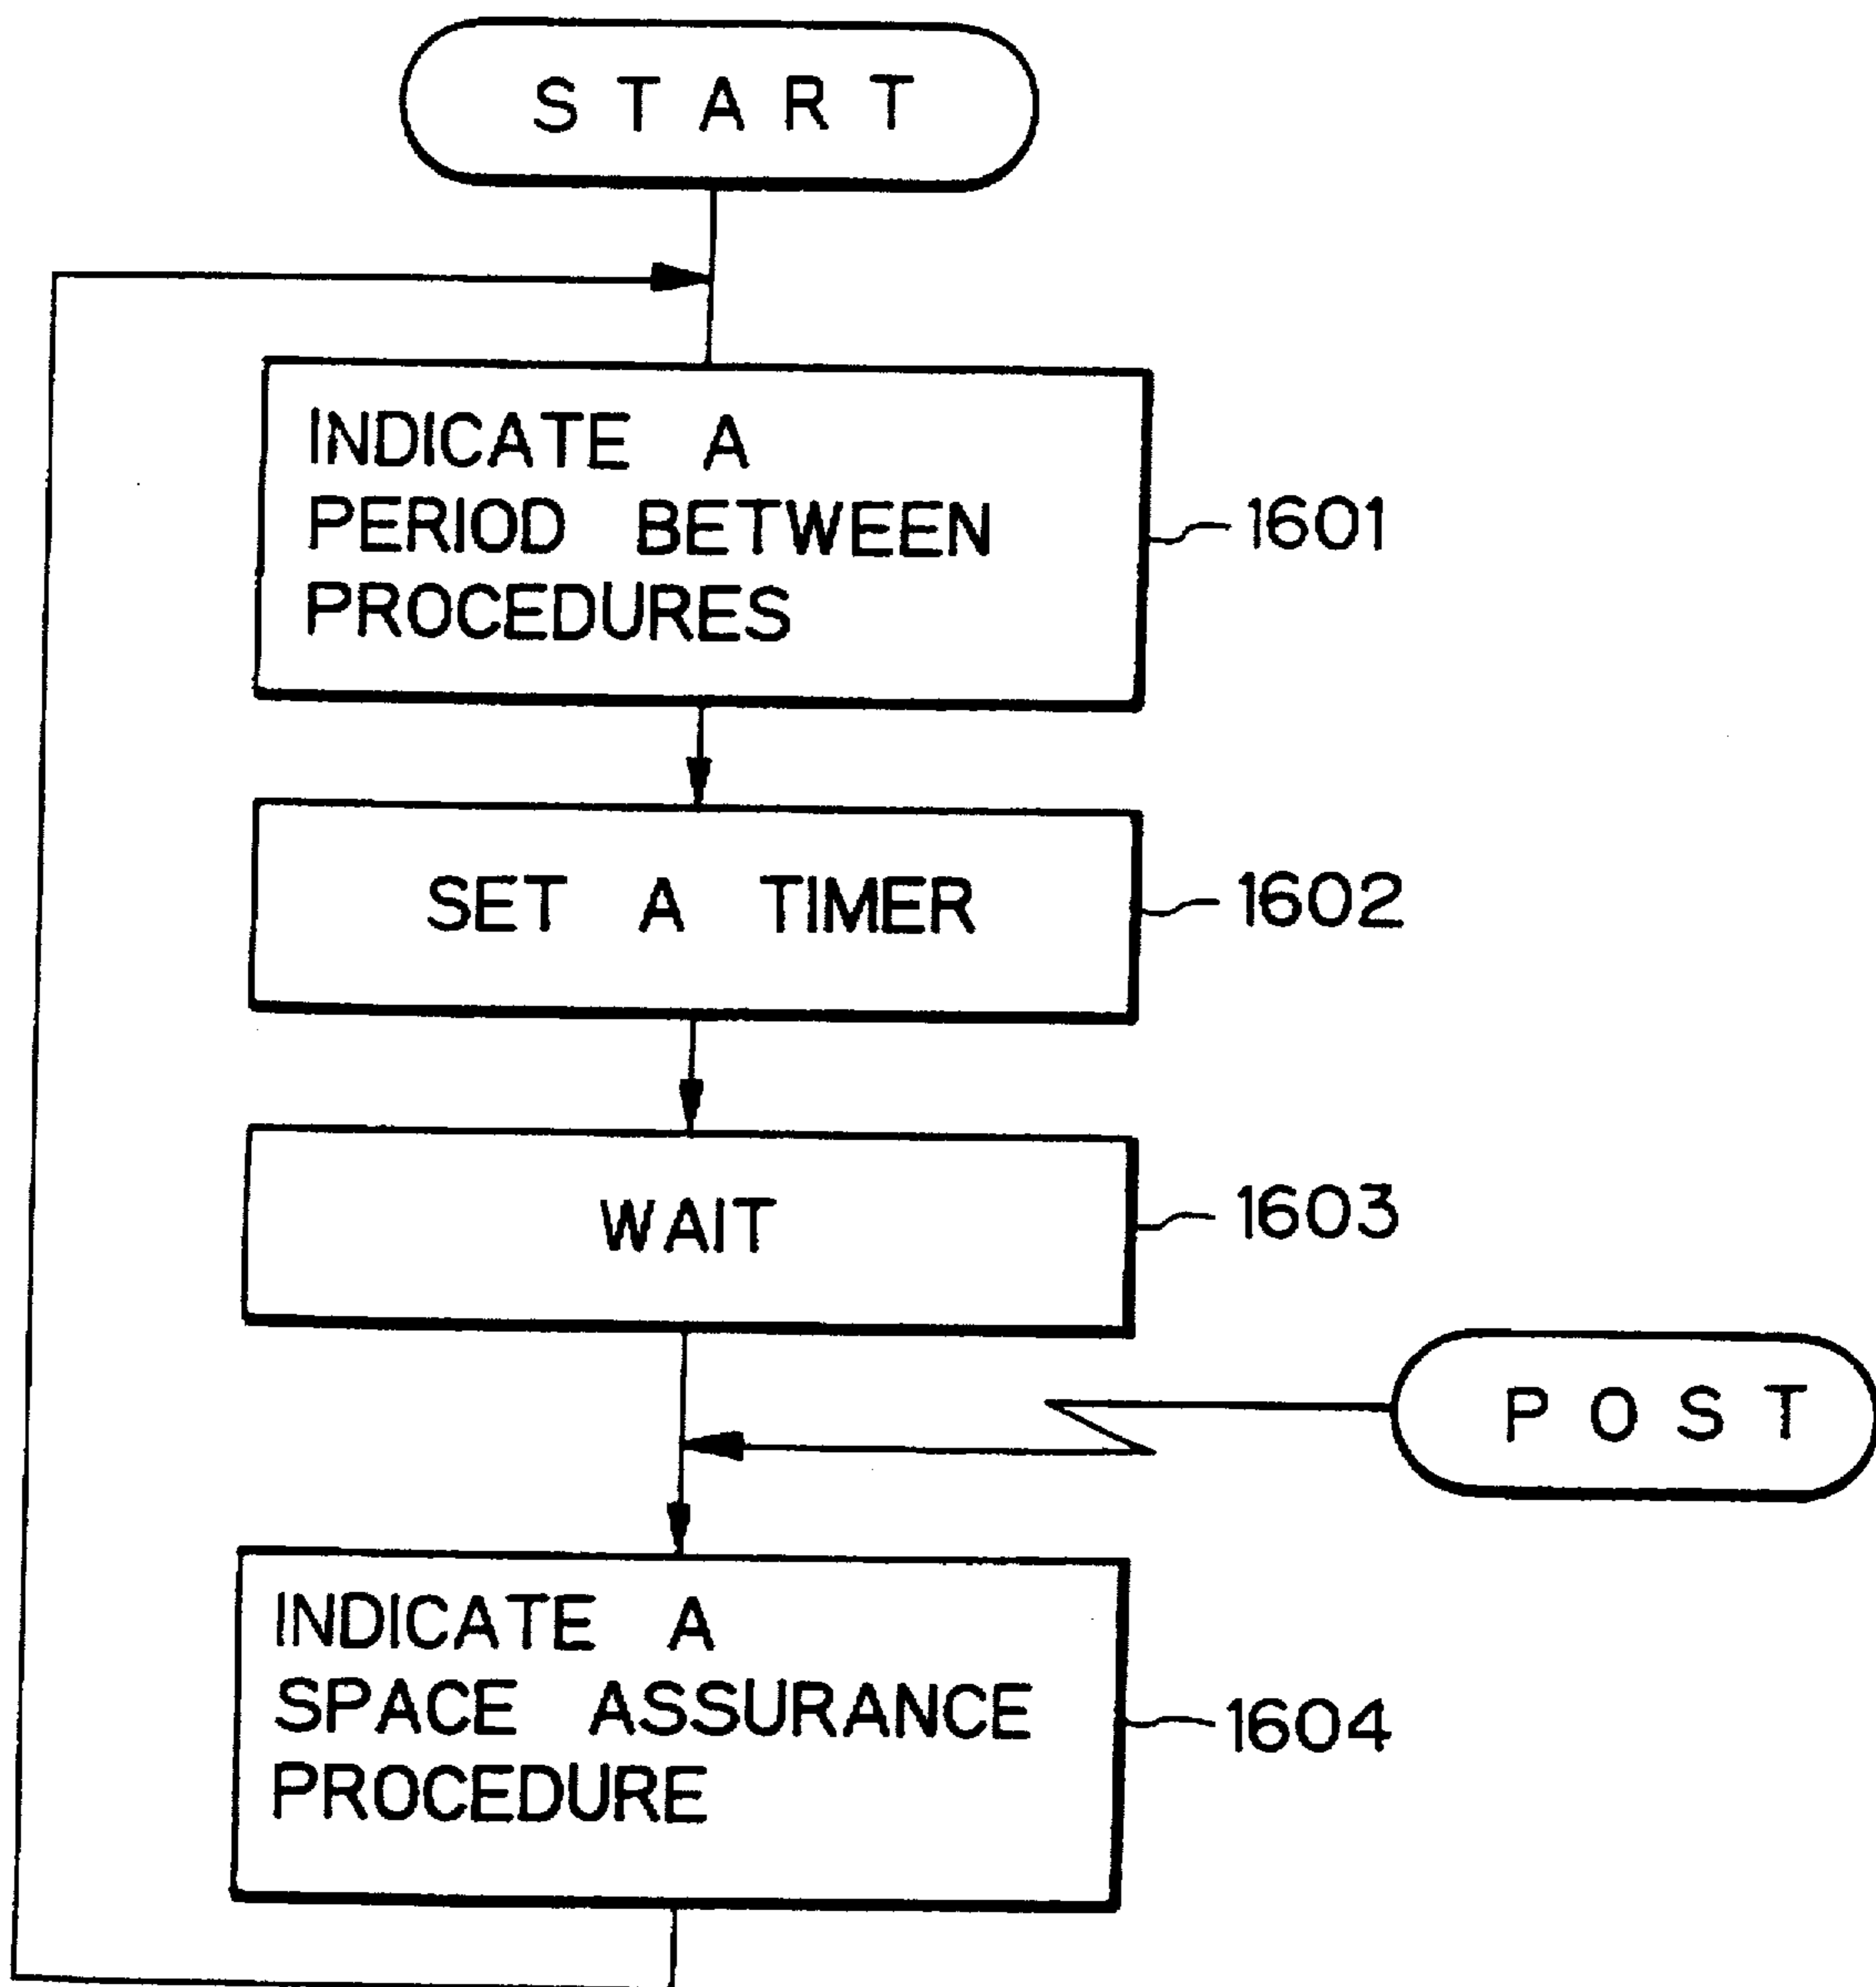 START
INDICATE A
PERIOD BETWEEN
PROCEDURES
1601
SET A TIMER
1602
WAIT
1603
POST
INDICATE A
SPACE ASSURANCE
PROCEDURE
1604